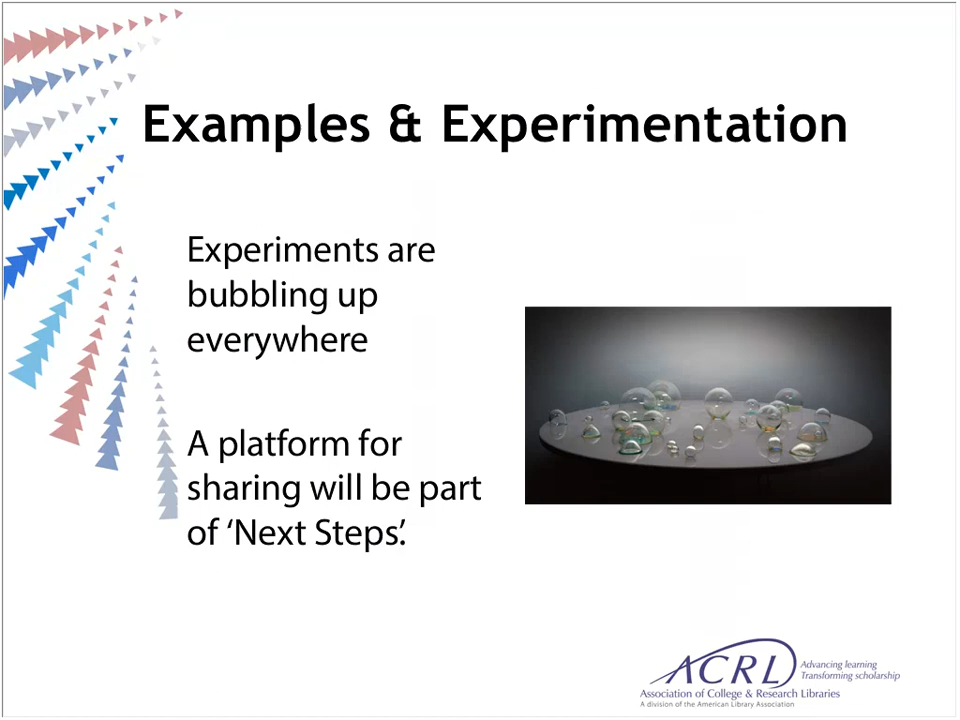 Examples & Experimentation
Experiments are
bubbling up
everywhere
A platform for
sharing will be part
of ‘Next Steps’.
ACRL
Advancing learning
Transforming scholarship
Association of College & Research Libraries
A division of the American Library Association